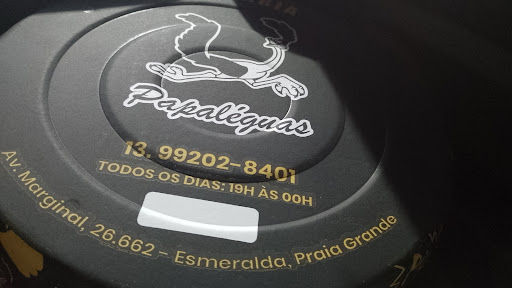 Papaléguas
13. 99202-8401
TODOS OS DIAS: 19H ÀS 00H
Av. Marginal, 26.662 - Esmeralda, Praia Grande